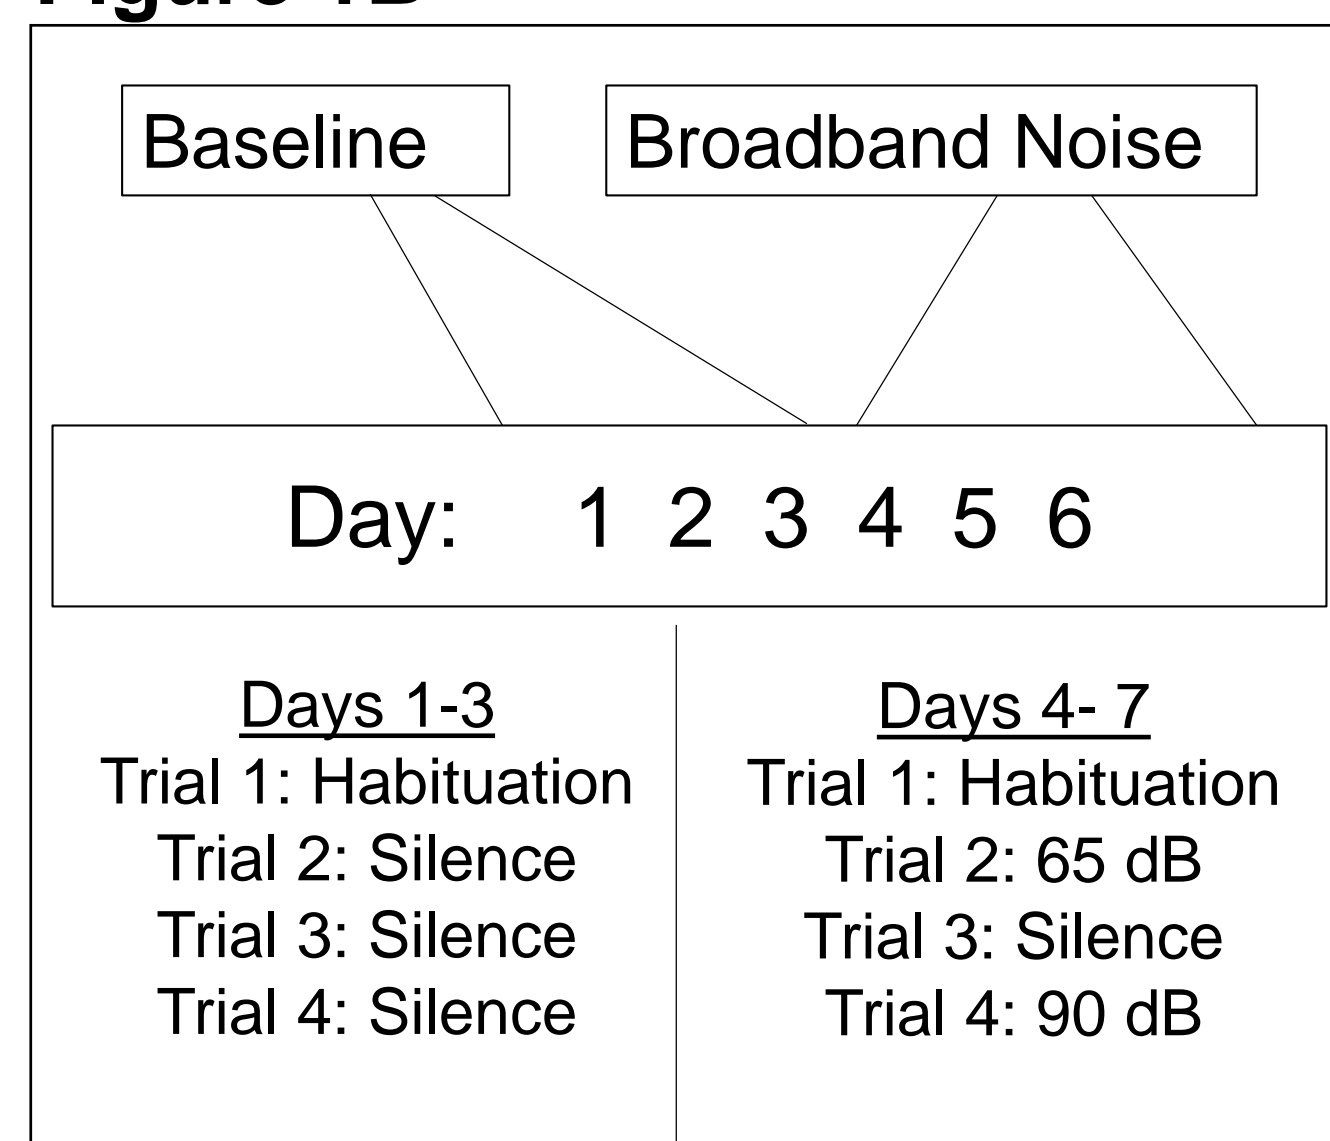 Baseline
Broadband Noise
Day: 1 2 3 4 5 6
Days 1-3
Trial 1: Habituation
Trial 2: Silence
Trial 3: Silence
Trial 4: Silence
Days 4- 7
Trial 1: Habituation
Trial 2: 65 dB
Trial 3: Silence
Trial 4: 90 dB